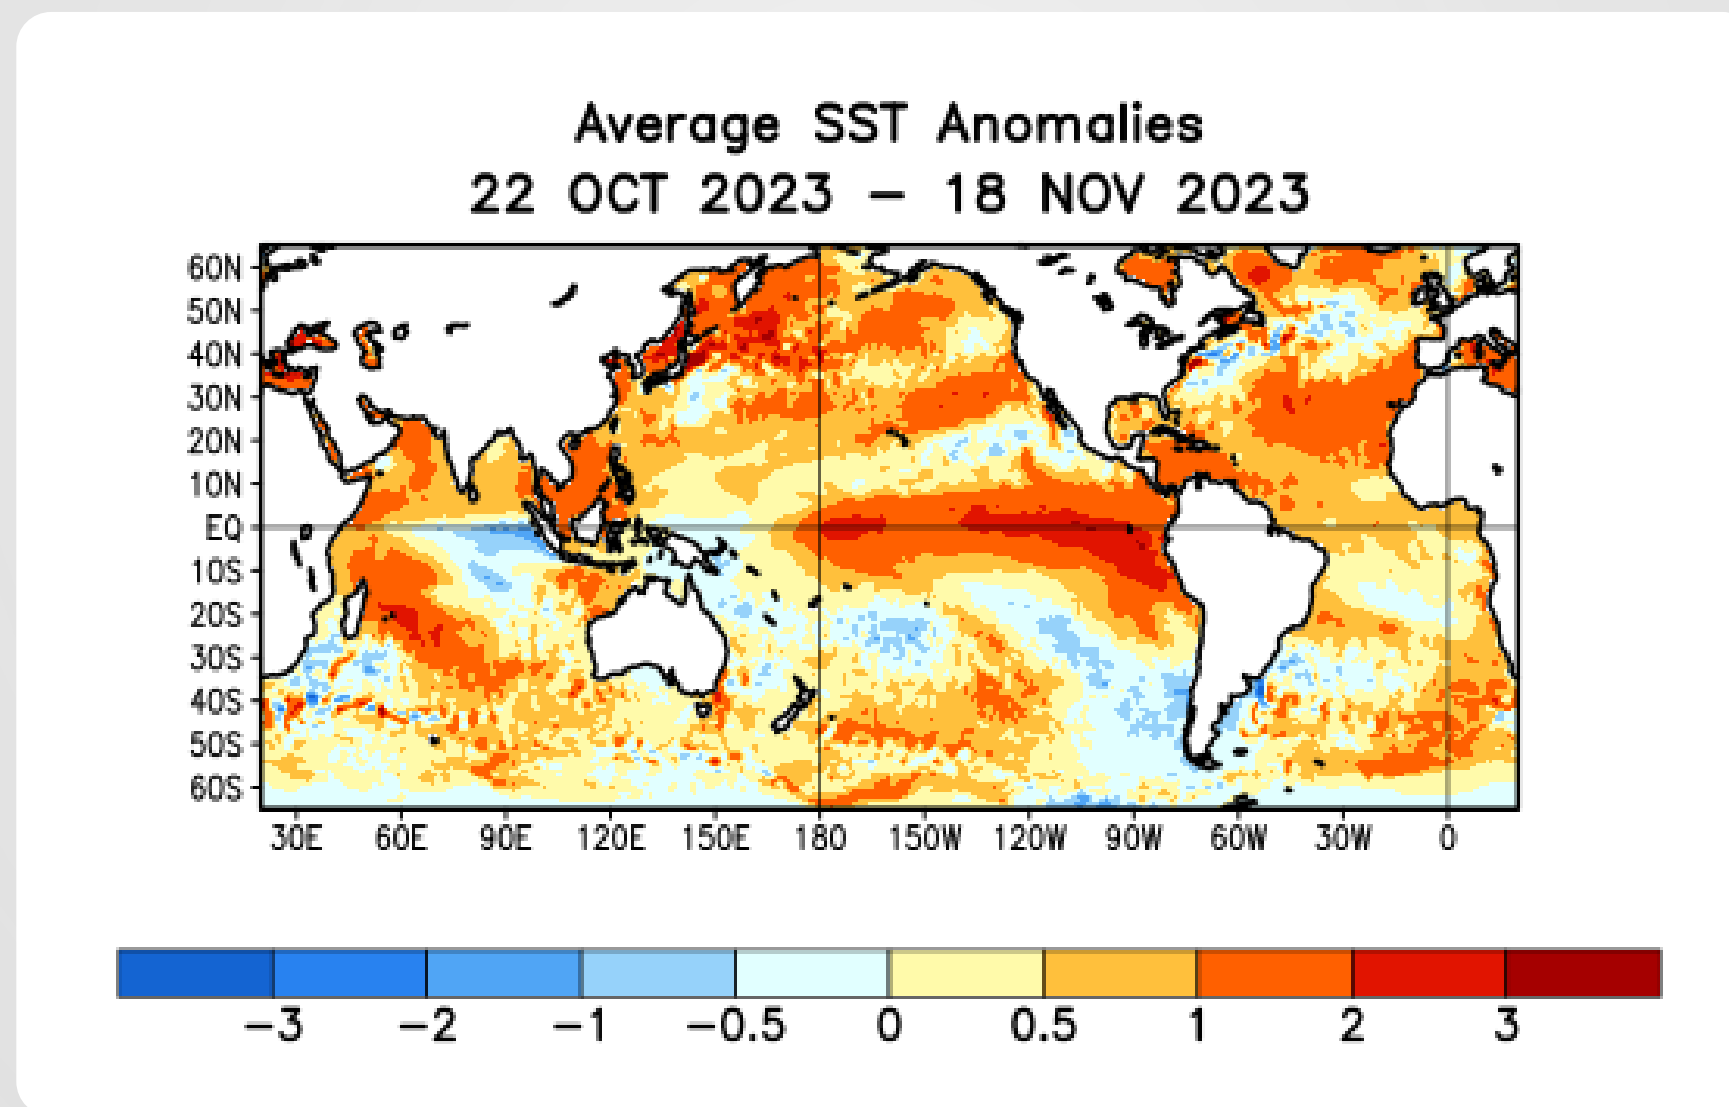 Average SST Anomalies
22 OCT 2023 – 18 NOV 2023
60N
50N
40N
30N
20N
10N
EQ
10S
20S
30S
40S
50S
60S
30E 60E 90E 120E 150E 180 150W 120W 90W 60W 30W 0
−3 −2 −1 −0.5 0 0.5 1 2 3